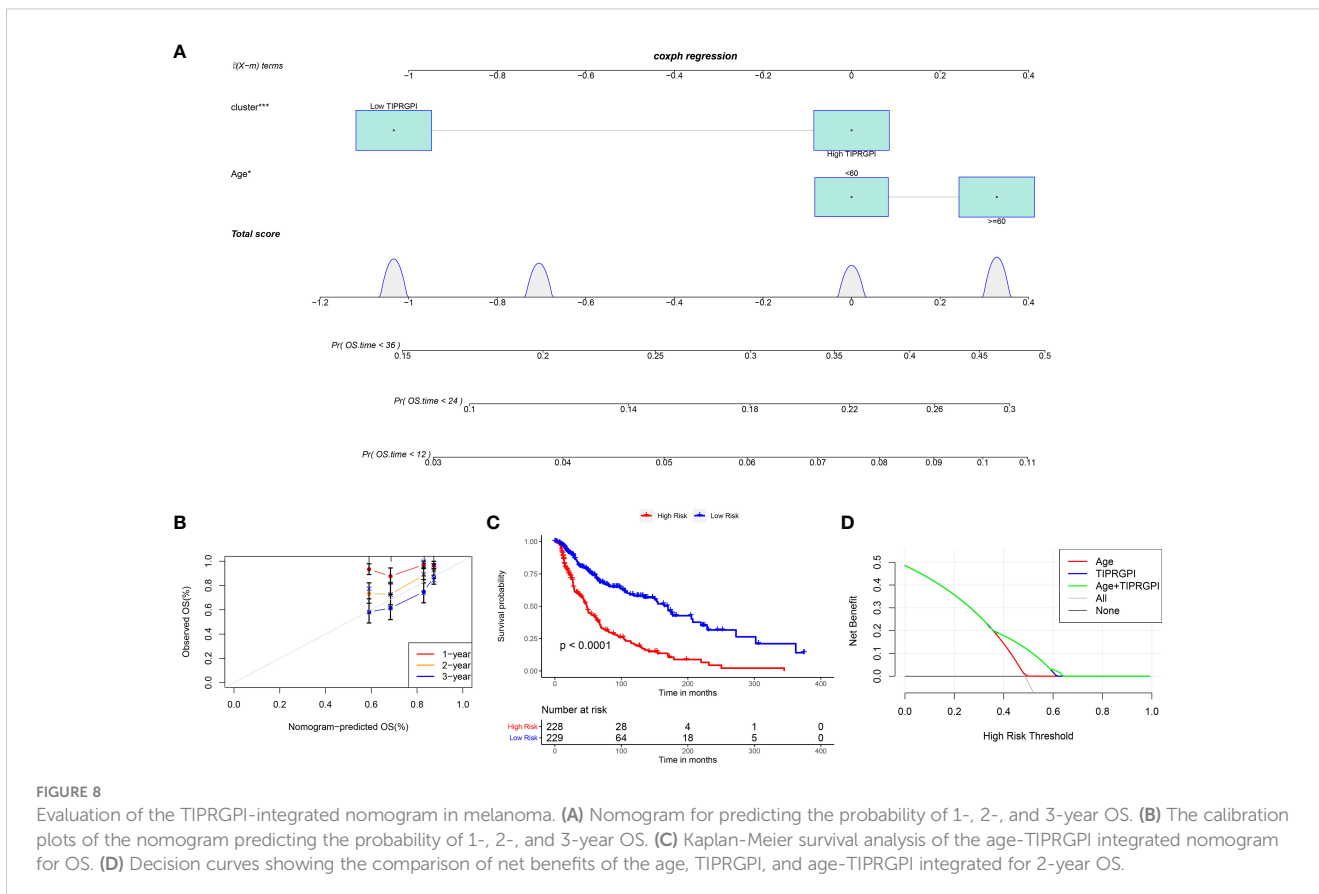 A
coxph regression
β(X−m) terms
−1 −0.8 −0.6 −0.4 −0.2 0 0.2 0.4
cluster***
Low TIPRGPI
High TIPRGPI
Age*
<60
>=60
Total score
−1.2 −1 −0.8 −0.6 −0.4 −0.2 0 0.2 0.4
Pr( OS.time < 36 )
0.15 0.2 0.25 0.3 0.35 0.4 0.45 0.5
Pr( OS.time < 24 )
0.1 0.14 0.18 0.22 0.26 0.3
Pr( OS.time < 12 )
0.03 0.04 0.05 0.06 0.07 0.08 0.09 0.1 0.11
B
Observed OS(%)
1.0
0.8
0.6
0.4
0.2
0.0
1−year
2−year
3−year
0.0 0.2 0.4 0.6 0.8 1.0
Nomogram−predicted OS(%)
C
High Risk Low Risk
Survival probability
1.00
0.75
0.50
0.25
0.00
p < 0.0001
0 100 200 300 400
Time in months
Number at risk
High Risk 228 28 4 1 0
Low Risk 229 64 18 5 0
0 100 200 300 400
Time in months
D
Net Benefit
0.5
0.4
0.3
0.2
0.1
0.0
Age
TIPRGPI
Age+TIPRGPI
All
None
0.0 0.2 0.4 0.6 0.8 1.0
High Risk Threshold
FIGURE 8
Evaluation of the TIPRGPI-integrated nomogram in melanoma. (A) Nomogram for predicting the probability of 1-, 2-, and 3-year OS. (B) The calibration
plots of the nomogram predicting the probability of 1-, 2-, and 3-year OS. (C) Kaplan-Meier survival analysis of the age-TIPRGPI integrated nomogram
for OS. (D) Decision curves showing the comparison of net benefits of the age, TIPRGPI, and age-TIPRGPI integrated for 2-year OS.